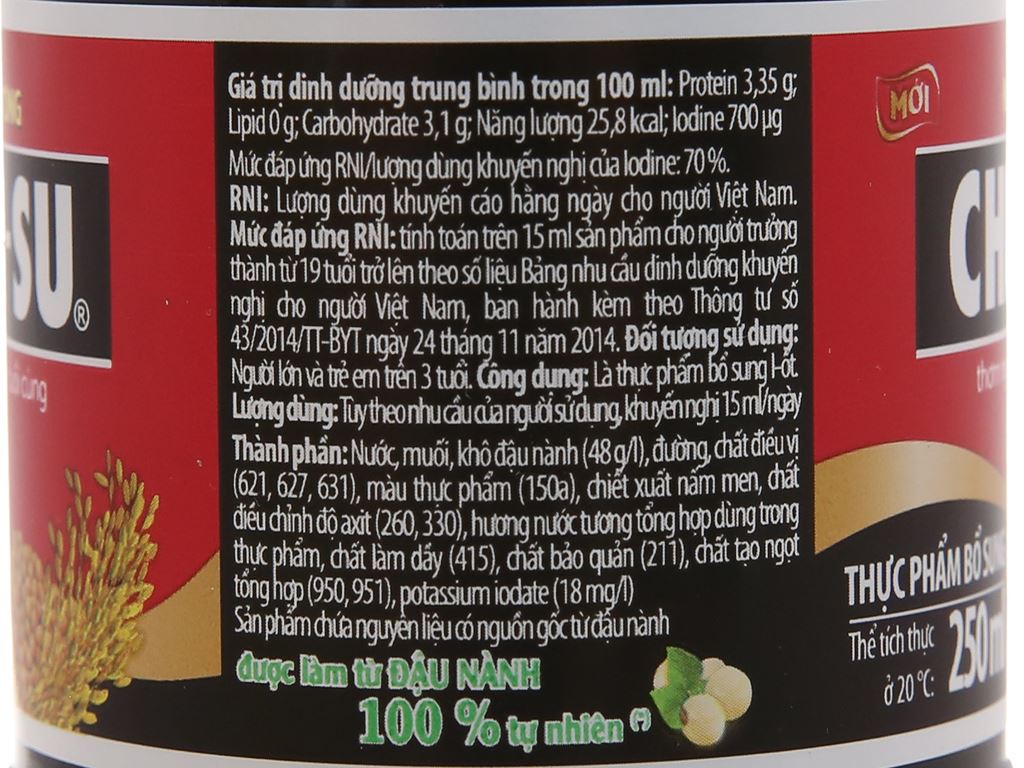 Giá trị dinh dưỡng trung bình trong 100 ml: Protein 3,35 g;
Lipid 0 g; Carbohydrate 3,1 g; Năng lượng 25,8 kcal; Iodine 700 µg
Mức đáp ứng RNI/lượng dùng khuyến nghị của Iodine: 70 %.
RNI: Lượng dùng khuyến cáo hằng ngày cho người Việt Nam.
Mức đáp ứng RNI: tính toán trên 15 ml sản phẩm cho người trưởng
thành từ 19 tuổi trở lên theo số liệu Bảng nhu cầu dinh dưỡng khuyến
nghị cho người Việt Nam, ban hành kèm theo Thông tư số
43/2014/TT-BYT ngày 24 tháng 11 năm 2014. Đối tượng sử dụng:
Người lớn và trẻ em trên 3 tuổi. Công dụng: Là thực phẩm bổ sung I-ốt.
Lượng dùng: Tùy theo nhu cầu của người sử dụng, khuyến nghị 15 ml/ngày
Thành phần: Nước, muối, khô đậu nành (48 g/l), đường, chất điều vị
(621, 627, 631), màu thực phẩm (150a), chiết xuất nấm men, chất
điều chỉnh độ axit (260, 330), hương nước tương tổng hợp dùng trong
thực phẩm, chất làm dầy (415), chất bảo quản (211), chất tạo ngọt
tổng hợp (950, 951), potassium iodate (18 mg/l)
Sản phẩm chứa nguyên liệu có nguồn gốc từ đậu nành
được làm từ ĐẬU NÀNH
100 % tự nhiên (*)
-SU®
MỚI
CH
THỰC PHẨM BỔ SUNG
Thể tích thực
ở 20 °C:
250 m